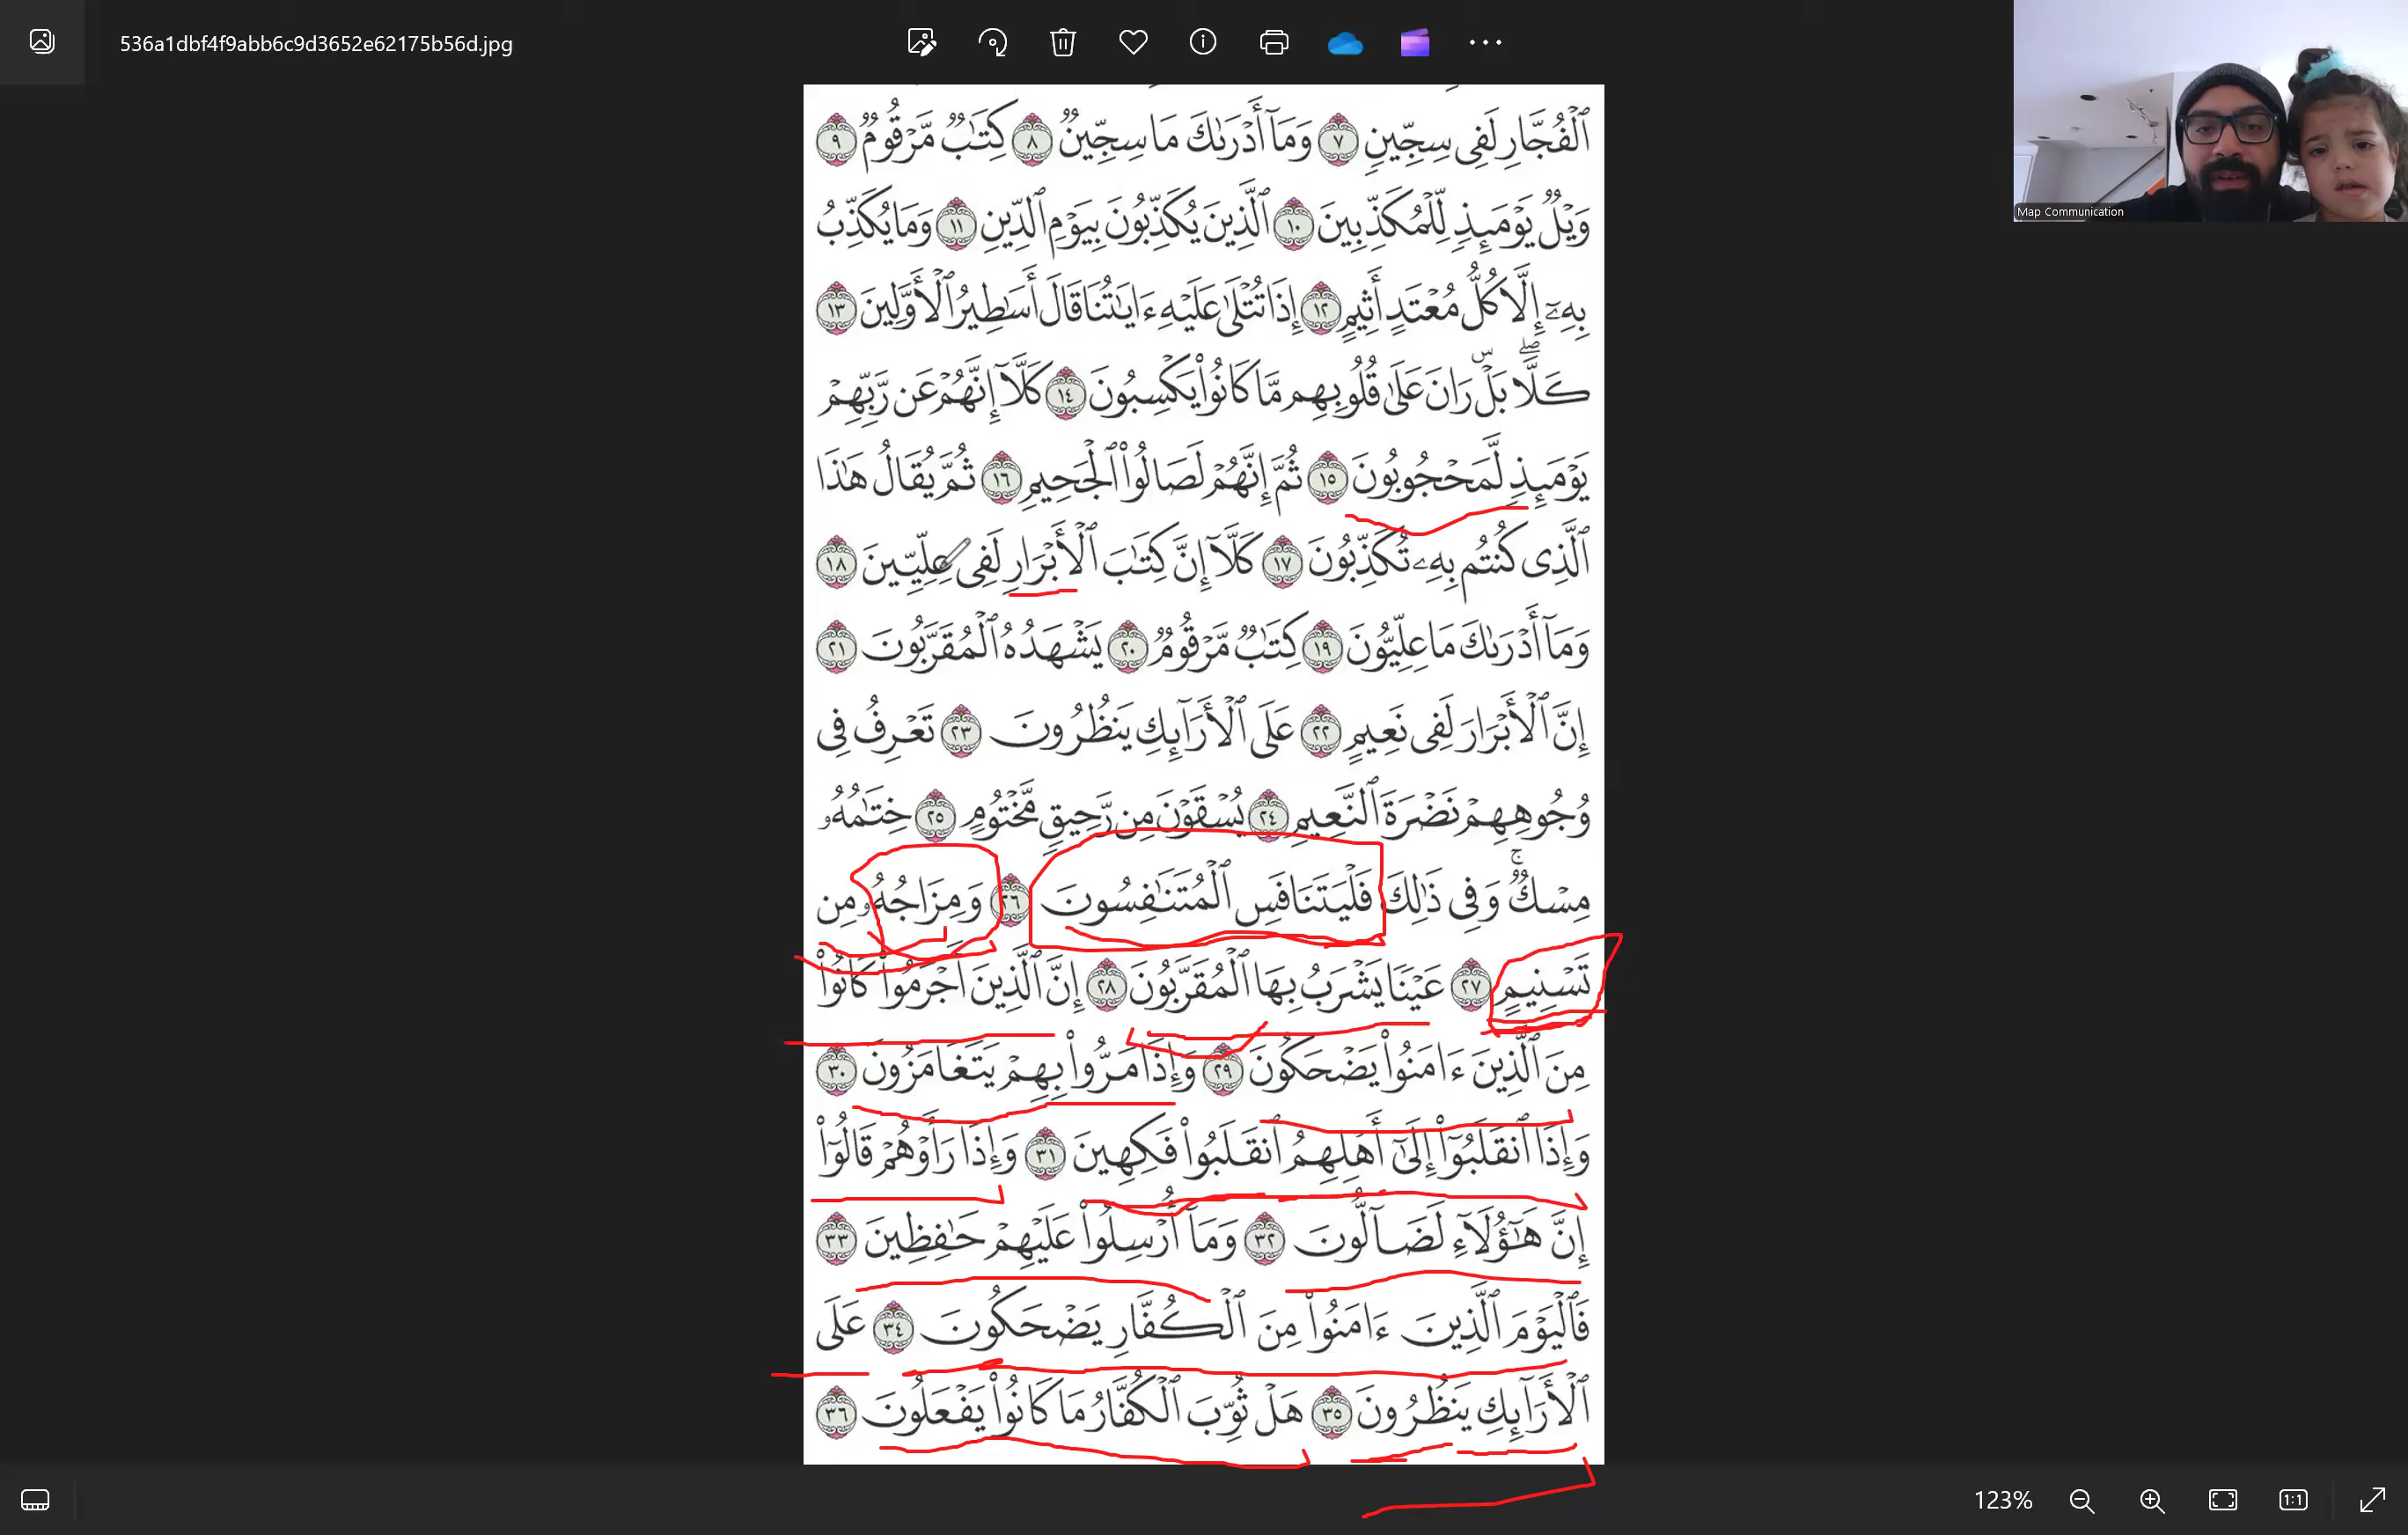 536a1dbf4f9abb6c9d3652e62175b56d.jpg
Map Communication
ٱلْفُجَّارِ لَفِى سِجِّينٍ ٧ وَمَآ أَدْرَىٰكَ مَا سِجِّينٌ ٨ كِتَـٰبٌ مَّرْقُومٌ ٩
وَيْلٌ يَوْمَئِذٍ لِّلْمُكَذِّبِينَ ١٠ ٱلَّذِينَ يُكَذِّبُونَ بِيَوْمِ ٱلدِّينِ ١١ وَمَا يُكَذِّبُ
بِهِۦٓ إِلَّا كُلُّ مُعْتَدٍ أَثِيمٍ ١٢ إِذَا تُتْلَىٰ عَلَيْهِ ءَايَـٰتُنَا قَالَ أَسَـٰطِيرُ ٱلْأَوَّلِينَ ١٣
كَلَّا ۖ بَلْ ۜ رَانَ عَلَىٰ قُلُوبِهِم مَّا كَانُوا۟ يَكْسِبُونَ ١٤ كَلَّآ إِنَّهُمْ عَن رَّبِّهِمْ
يَوْمَئِذٍ لَّمَحْجُوبُونَ ١٥ ثُمَّ إِنَّهُمْ لَصَالُوا۟ ٱلْجَحِيمِ ١٦ ثُمَّ يُقَالُ هَـٰذَا
ٱلَّذِى كُنتُم بِهِۦ تُكَذِّبُونَ ١٧ كَلَّآ إِنَّ كِتَـٰبَ ٱلْأَبْرَارِ لَفِى عِلِّيِّينَ ١٨
وَمَآ أَدْرَىٰكَ مَا عِلِّيُّونَ ١٩ كِتَـٰبٌ مَّرْقُومٌ ٢٠ يَشْهَدُهُ ٱلْمُقَرَّبُونَ ٢١
إِنَّ ٱلْأَبْرَارَ لَفِى نَعِيمٍ ٢٢ عَلَى ٱلْأَرَآئِكِ يَنظُرُونَ ٢٣ تَعْرِفُ فِى
وُجُوهِهِمْ نَضْرَةَ ٱلنَّعِيمِ ٢٤ يُسْقَوْنَ مِن رَّحِيقٍ مَّخْتُومٍ ٢٥ خِتَـٰمُهُۥ
مِسْكٌ ۚ وَفِى ذَٰلِكَ فَلْيَتَنَافَسِ ٱلْمُتَنَـٰفِسُونَ ٢٦ وَمِزَاجُهُۥ مِن
تَسْنِيمٍ ٢٧ عَيْنًا يَشْرَبُ بِهَا ٱلْمُقَرَّبُونَ ٢٨ إِنَّ ٱلَّذِينَ أَجْرَمُوا۟ كَانُوا۟
مِنَ ٱلَّذِينَ ءَامَنُوا۟ يَضْحَكُونَ ٢٩ وَإِذَا مَرُّوا۟ بِهِمْ يَتَغَامَزُونَ ٣٠
وَإِذَا ٱنقَلَبُوٓا۟ إِلَىٰٓ أَهْلِهِمُ ٱنقَلَبُوا۟ فَكِهِينَ ٣١ وَإِذَا رَأَوْهُمْ قَالُوٓا۟
إِنَّ هَـٰٓؤُلَآءِ لَضَآلُّونَ ٣٢ وَمَآ أُرْسِلُوا۟ عَلَيْهِمْ حَـٰفِظِينَ ٣٣
فَٱلْيَوْمَ ٱلَّذِينَ ءَامَنُوا۟ مِنَ ٱلْكُفَّارِ يَضْحَكُونَ ٣٤ عَلَى
ٱلْأَرَآئِكِ يَنظُرُونَ ٣٥ هَلْ ثُوِّبَ ٱلْكُفَّارُ مَا كَانُوا۟ يَفْعَلُونَ ٣٦
123%
1:1